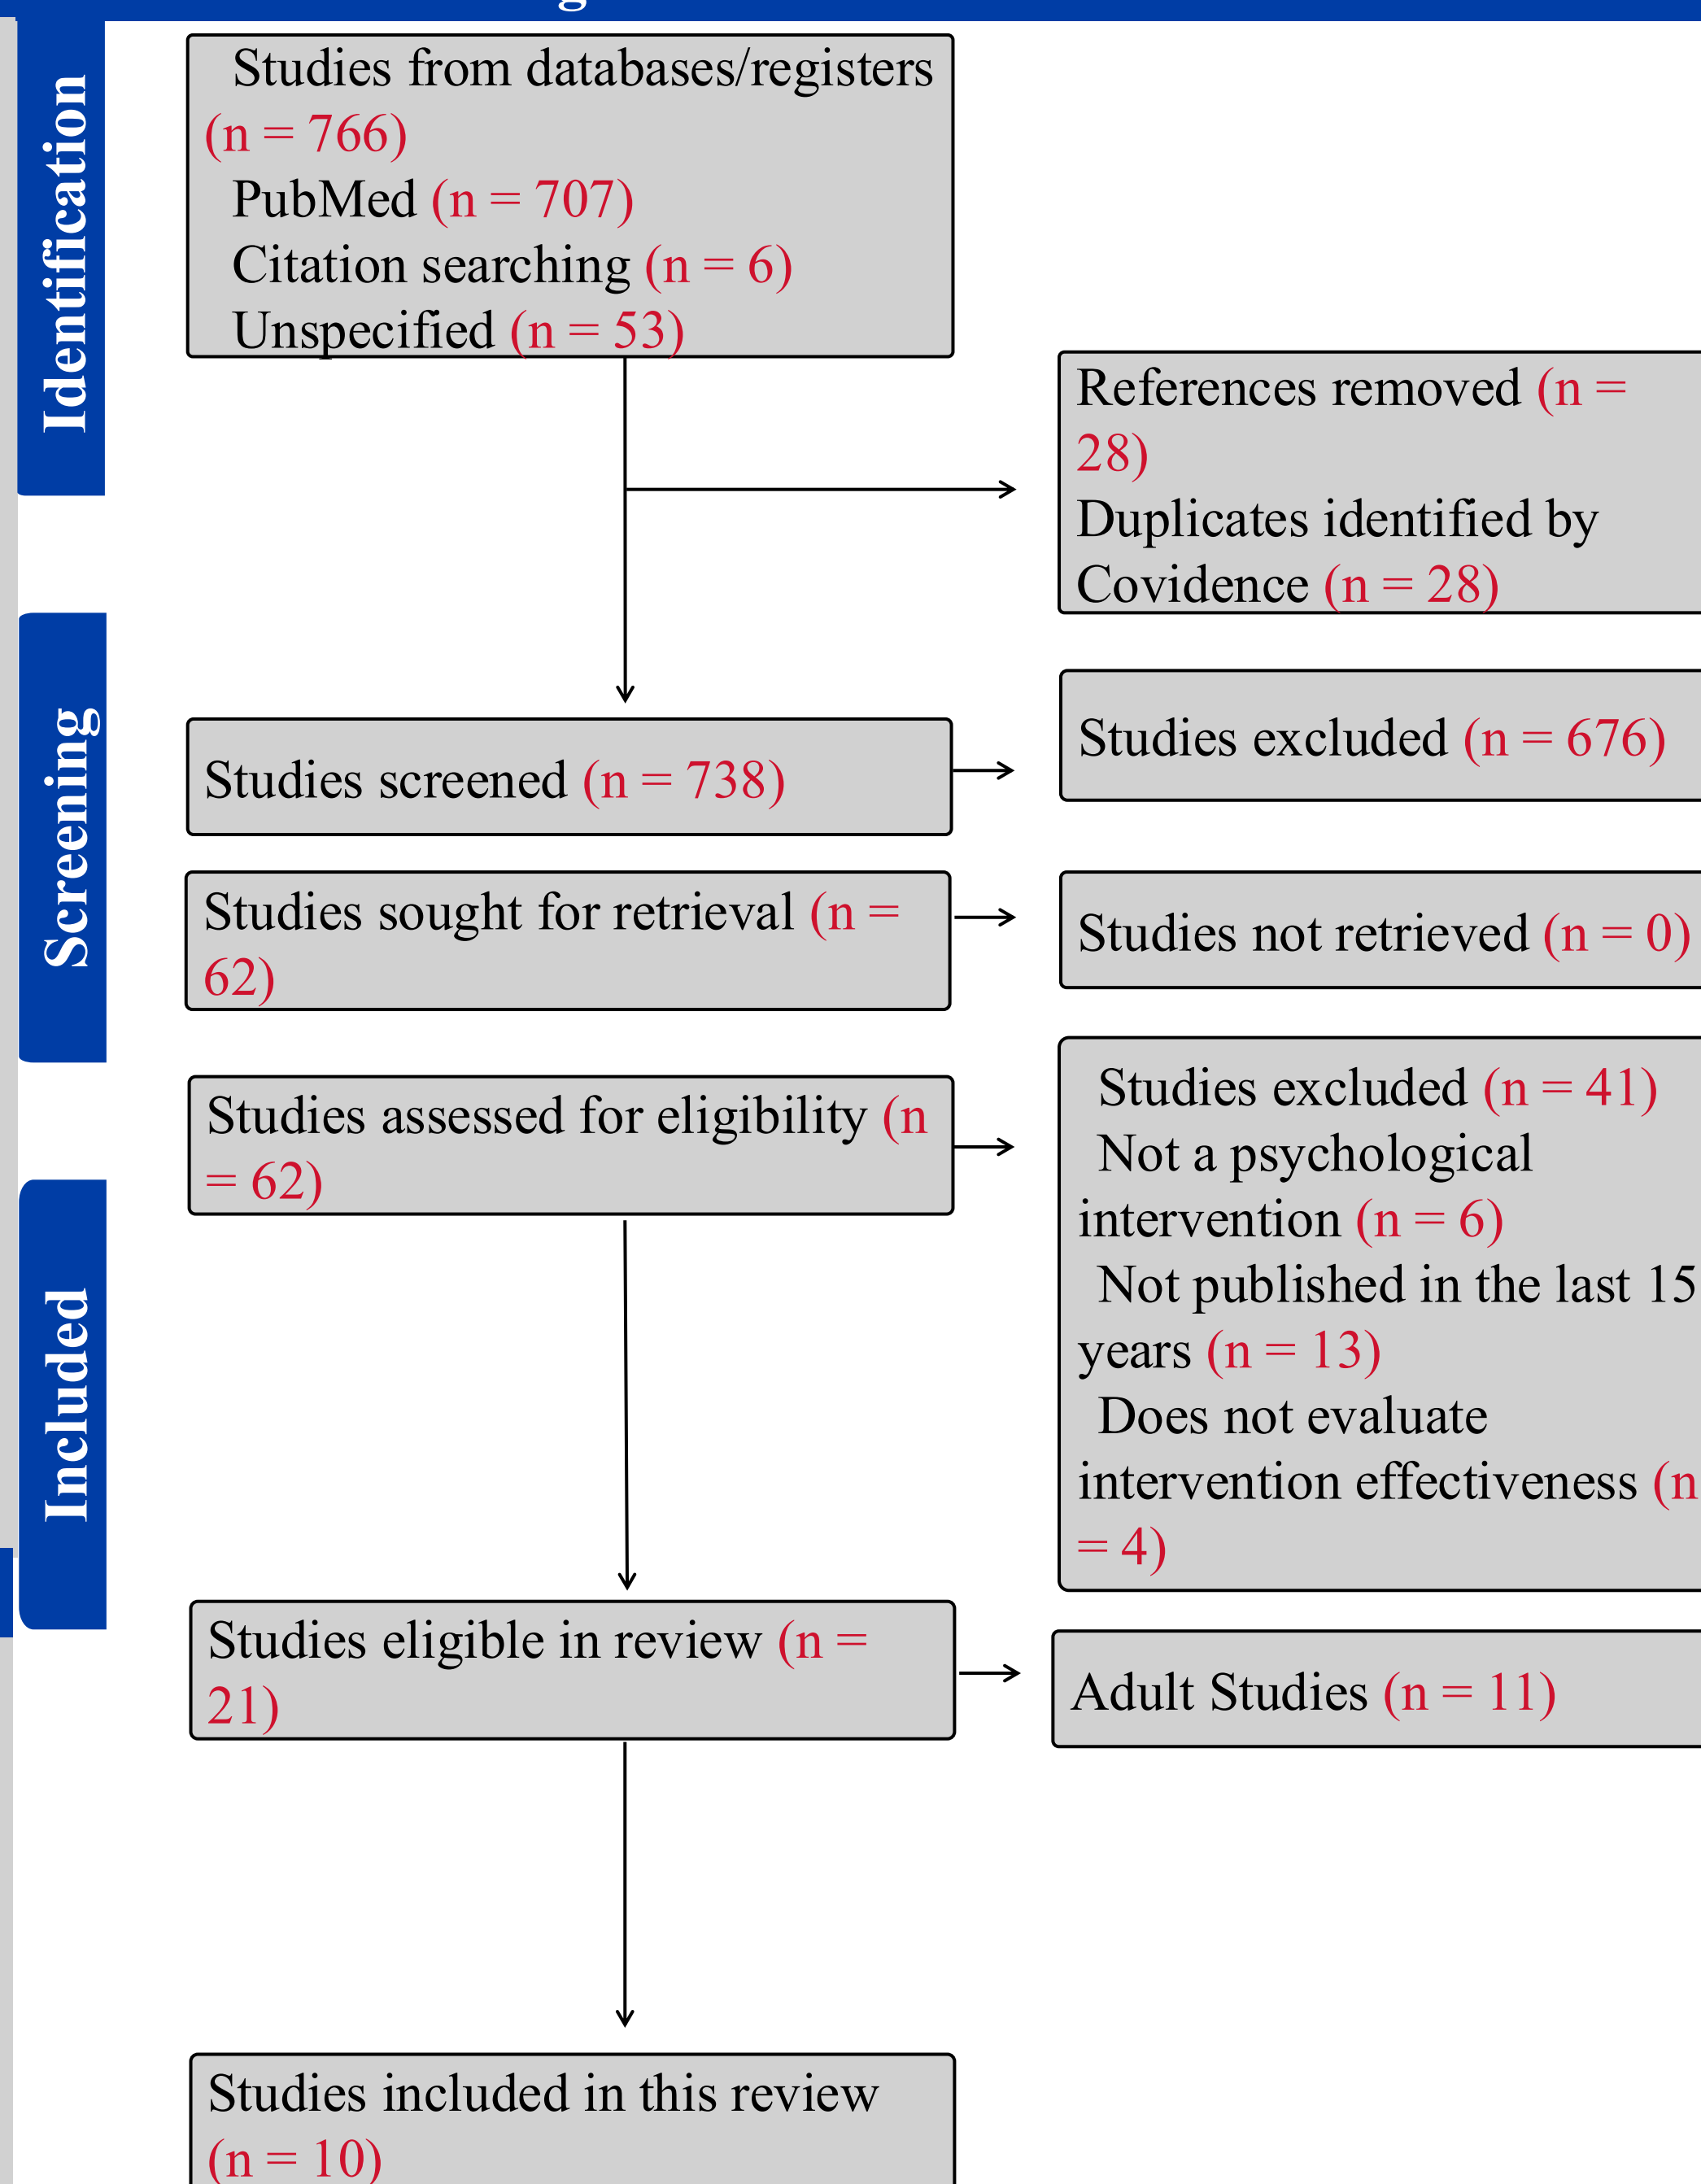 Identification
Studies from databases/registers
(n = 766)
PubMed (n = 707)
Citation searching (n = 6)
Unspecified (n = 53)
References removed (n =
28)
Duplicates identified by
Covidence (n = 28)
Screening
Studies screened (n = 738)
Studies excluded (n = 676)
Studies sought for retrieval (n =
62)
Studies not retrieved (n = 0)
Studies assessed for eligibility (n
= 62)
Studies excluded (n = 41)
Not a psychological
intervention (n = 6)
Not published in the last 15
years (n = 13)
Does not evaluate
intervention effectiveness (n
= 4)
Included
Studies eligible in review (n =
21)
Adult Studies (n = 11)
Studies included in this review
(n = 10)